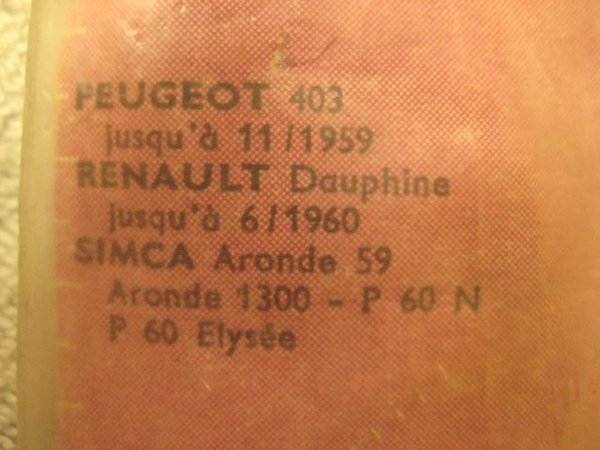 PEUGEOT 403
jusqu'à 11/1959
RENAULT Dauphine
jusqu'à 6/1960
SIMCA Aronde 59
Aronde 1300 - P 60 N
P 60 Elysée